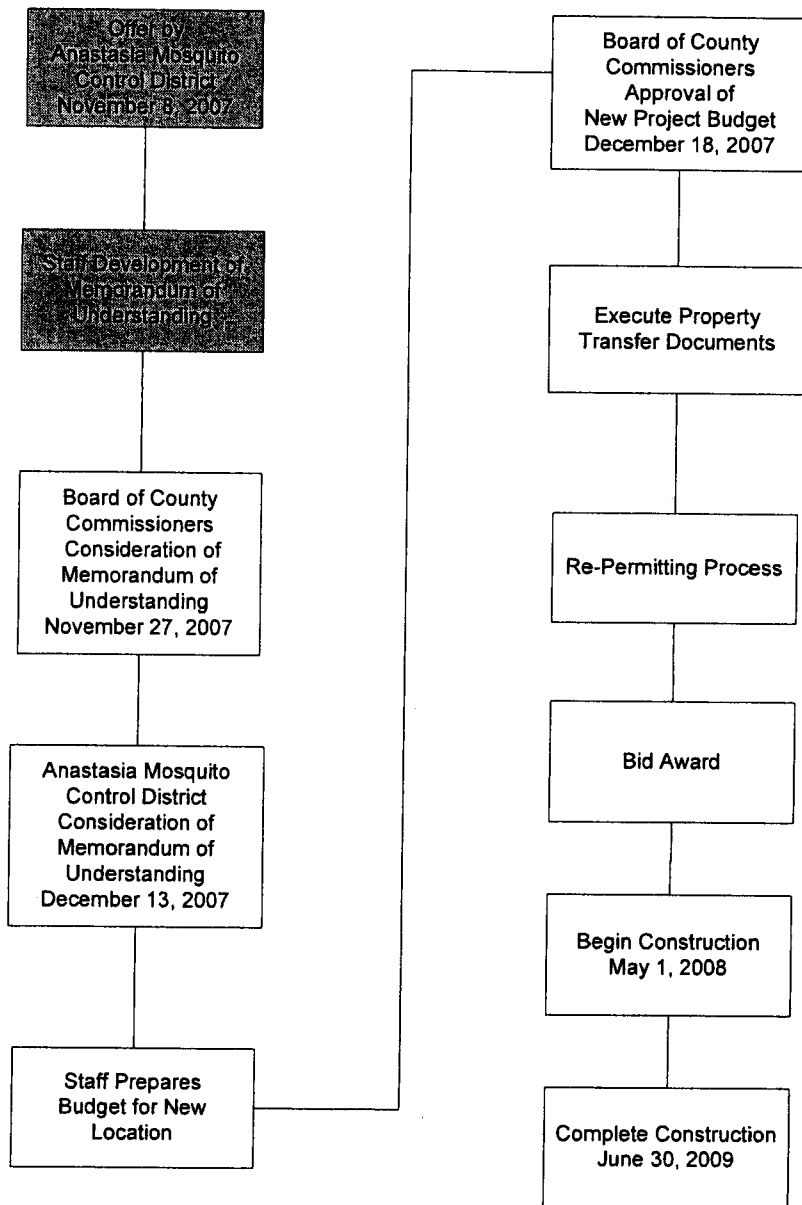 Offer by
Anastasia Mosquito
Control District
November 8, 2007
Staff Development of
Memorandum of
Understanding
Board of County
Commissioners
Consideration of
Memorandum of
Understanding
November 27, 2007
Anastasia Mosquito
Control District
Consideration of
Memorandum of
Understanding
December 13, 2007
Staff Prepares
Budget for New
Location
Board of County
Commissioners
Approval of
New Project Budget
December 18, 2007
Execute Property
Transfer Documents
Re-Permitting Process
Bid Award
Begin Construction
May 1, 2008
Complete Construction
June 30, 2009